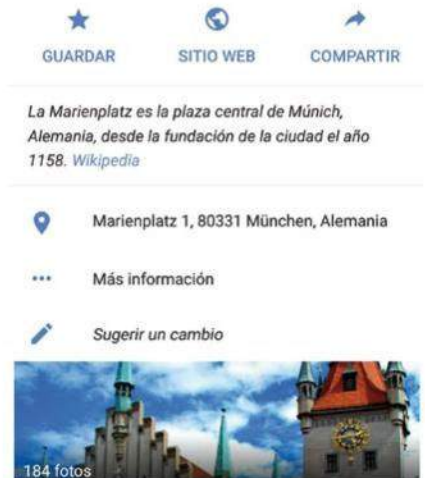 GUARDAR SITIO WEB COMPARTIR
La Marienplatz es la plaza central de Múnich,
Alemania, desde la fundación de la ciudad el año
1158. Wikipedia
Marienplatz 1, 80331 München, Alemania
Más información
Sugerir un cambio
184 fotos